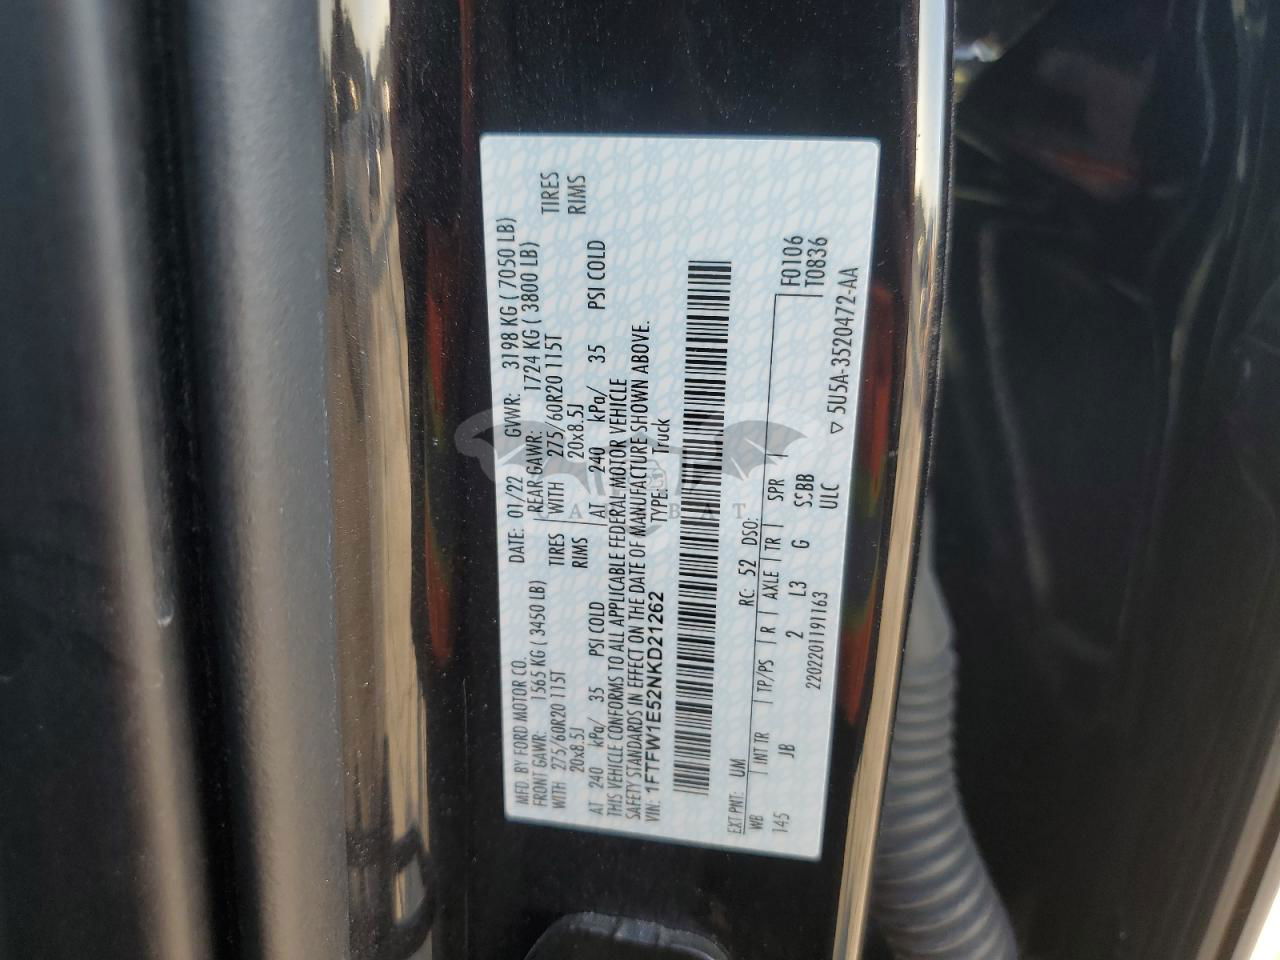 MFD. BY FORD MOTOR CO. DATE: 01/22 GVWR: 3198 KG ( 7050 LB)
FRONT GAWR: 1565 KG ( 3450 LB) REAR GAWR: 1724 KG ( 3800 LB)
WITH 275/60R20 115T TIRES WITH 275/60R20 115T TIRES
20x8.5J RIMS 20x8.5J RIMS
AT 240 kPa/ 35 PSI COLD AT 240 kPa/ 35 PSI COLD
THIS VEHICLE CONFORMS TO ALL APPLICABLE FEDERAL MOTOR VEHICLE
SAFETY STANDARDS IN EFFECT ON THE DATE OF MANUFACTURE SHOWN ABOVE.
VIN: 1FTFW1E52NKD21262 TYPE: Truck
EXT PNT: UM RC: 52 DSO:
WB INT TR TP/PS R AXLE TR SPR F0106
145 JB 2 L3 G SCBB T0836
2202201191163 ULC
▽ 5U5A-3520472-AA